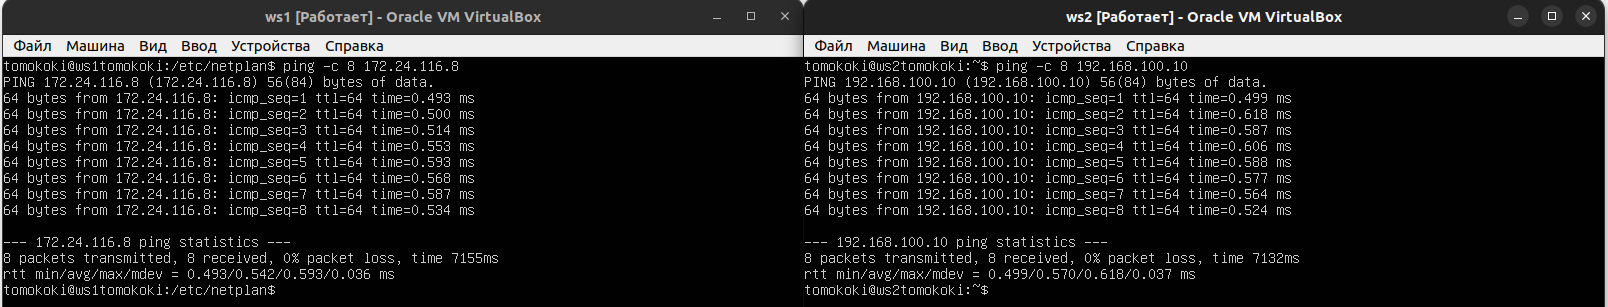 ws1 [Работает] - Oracle VM VirtualBox
Файл Машина Вид Ввод Устройства Справка
tomokoki@ws1tomokoki:/etc/netplan$ ping -c 8 172.24.116.8
PING 172.24.116.8 (172.24.116.8) 56(84) bytes of data.
64 bytes from 172.24.116.8: icmp_seq=1 ttl=64 time=0.493 ms
64 bytes from 172.24.116.8: icmp_seq=2 ttl=64 time=0.500 ms
64 bytes from 172.24.116.8: icmp_seq=3 ttl=64 time=0.514 ms
64 bytes from 172.24.116.8: icmp_seq=4 ttl=64 time=0.553 ms
64 bytes from 172.24.116.8: icmp_seq=5 ttl=64 time=0.593 ms
64 bytes from 172.24.116.8: icmp_seq=6 ttl=64 time=0.568 ms
64 bytes from 172.24.116.8: icmp_seq=7 ttl=64 time=0.587 ms
64 bytes from 172.24.116.8: icmp_seq=8 ttl=64 time=0.534 ms
--- 172.24.116.8 ping statistics ---
8 packets transmitted, 8 received, 0% packet loss, time 7155ms
rtt min/avg/max/mdev = 0.493/0.542/0.593/0.036 ms
tomokoki@ws1tomokoki:/etc/netplan$
ws2 [Работает] - Oracle VM VirtualBox
Файл Машина Вид Ввод Устройства Справка
tomokoki@ws2tomokoki:~$ ping -c 8 192.168.100.10
PING 192.168.100.10 (192.168.100.10) 56(84) bytes of data.
64 bytes from 192.168.100.10: icmp_seq=1 ttl=64 time=0.499 ms
64 bytes from 192.168.100.10: icmp_seq=2 ttl=64 time=0.618 ms
64 bytes from 192.168.100.10: icmp_seq=3 ttl=64 time=0.587 ms
64 bytes from 192.168.100.10: icmp_seq=4 ttl=64 time=0.606 ms
64 bytes from 192.168.100.10: icmp_seq=5 ttl=64 time=0.588 ms
64 bytes from 192.168.100.10: icmp_seq=6 ttl=64 time=0.577 ms
64 bytes from 192.168.100.10: icmp_seq=7 ttl=64 time=0.564 ms
64 bytes from 192.168.100.10: icmp_seq=8 ttl=64 time=0.524 ms
--- 192.168.100.10 ping statistics ---
8 packets transmitted, 8 received, 0% packet loss, time 7132ms
rtt min/avg/max/mdev = 0.499/0.570/0.618/0.037 ms
tomokoki@ws2tomokoki:~$